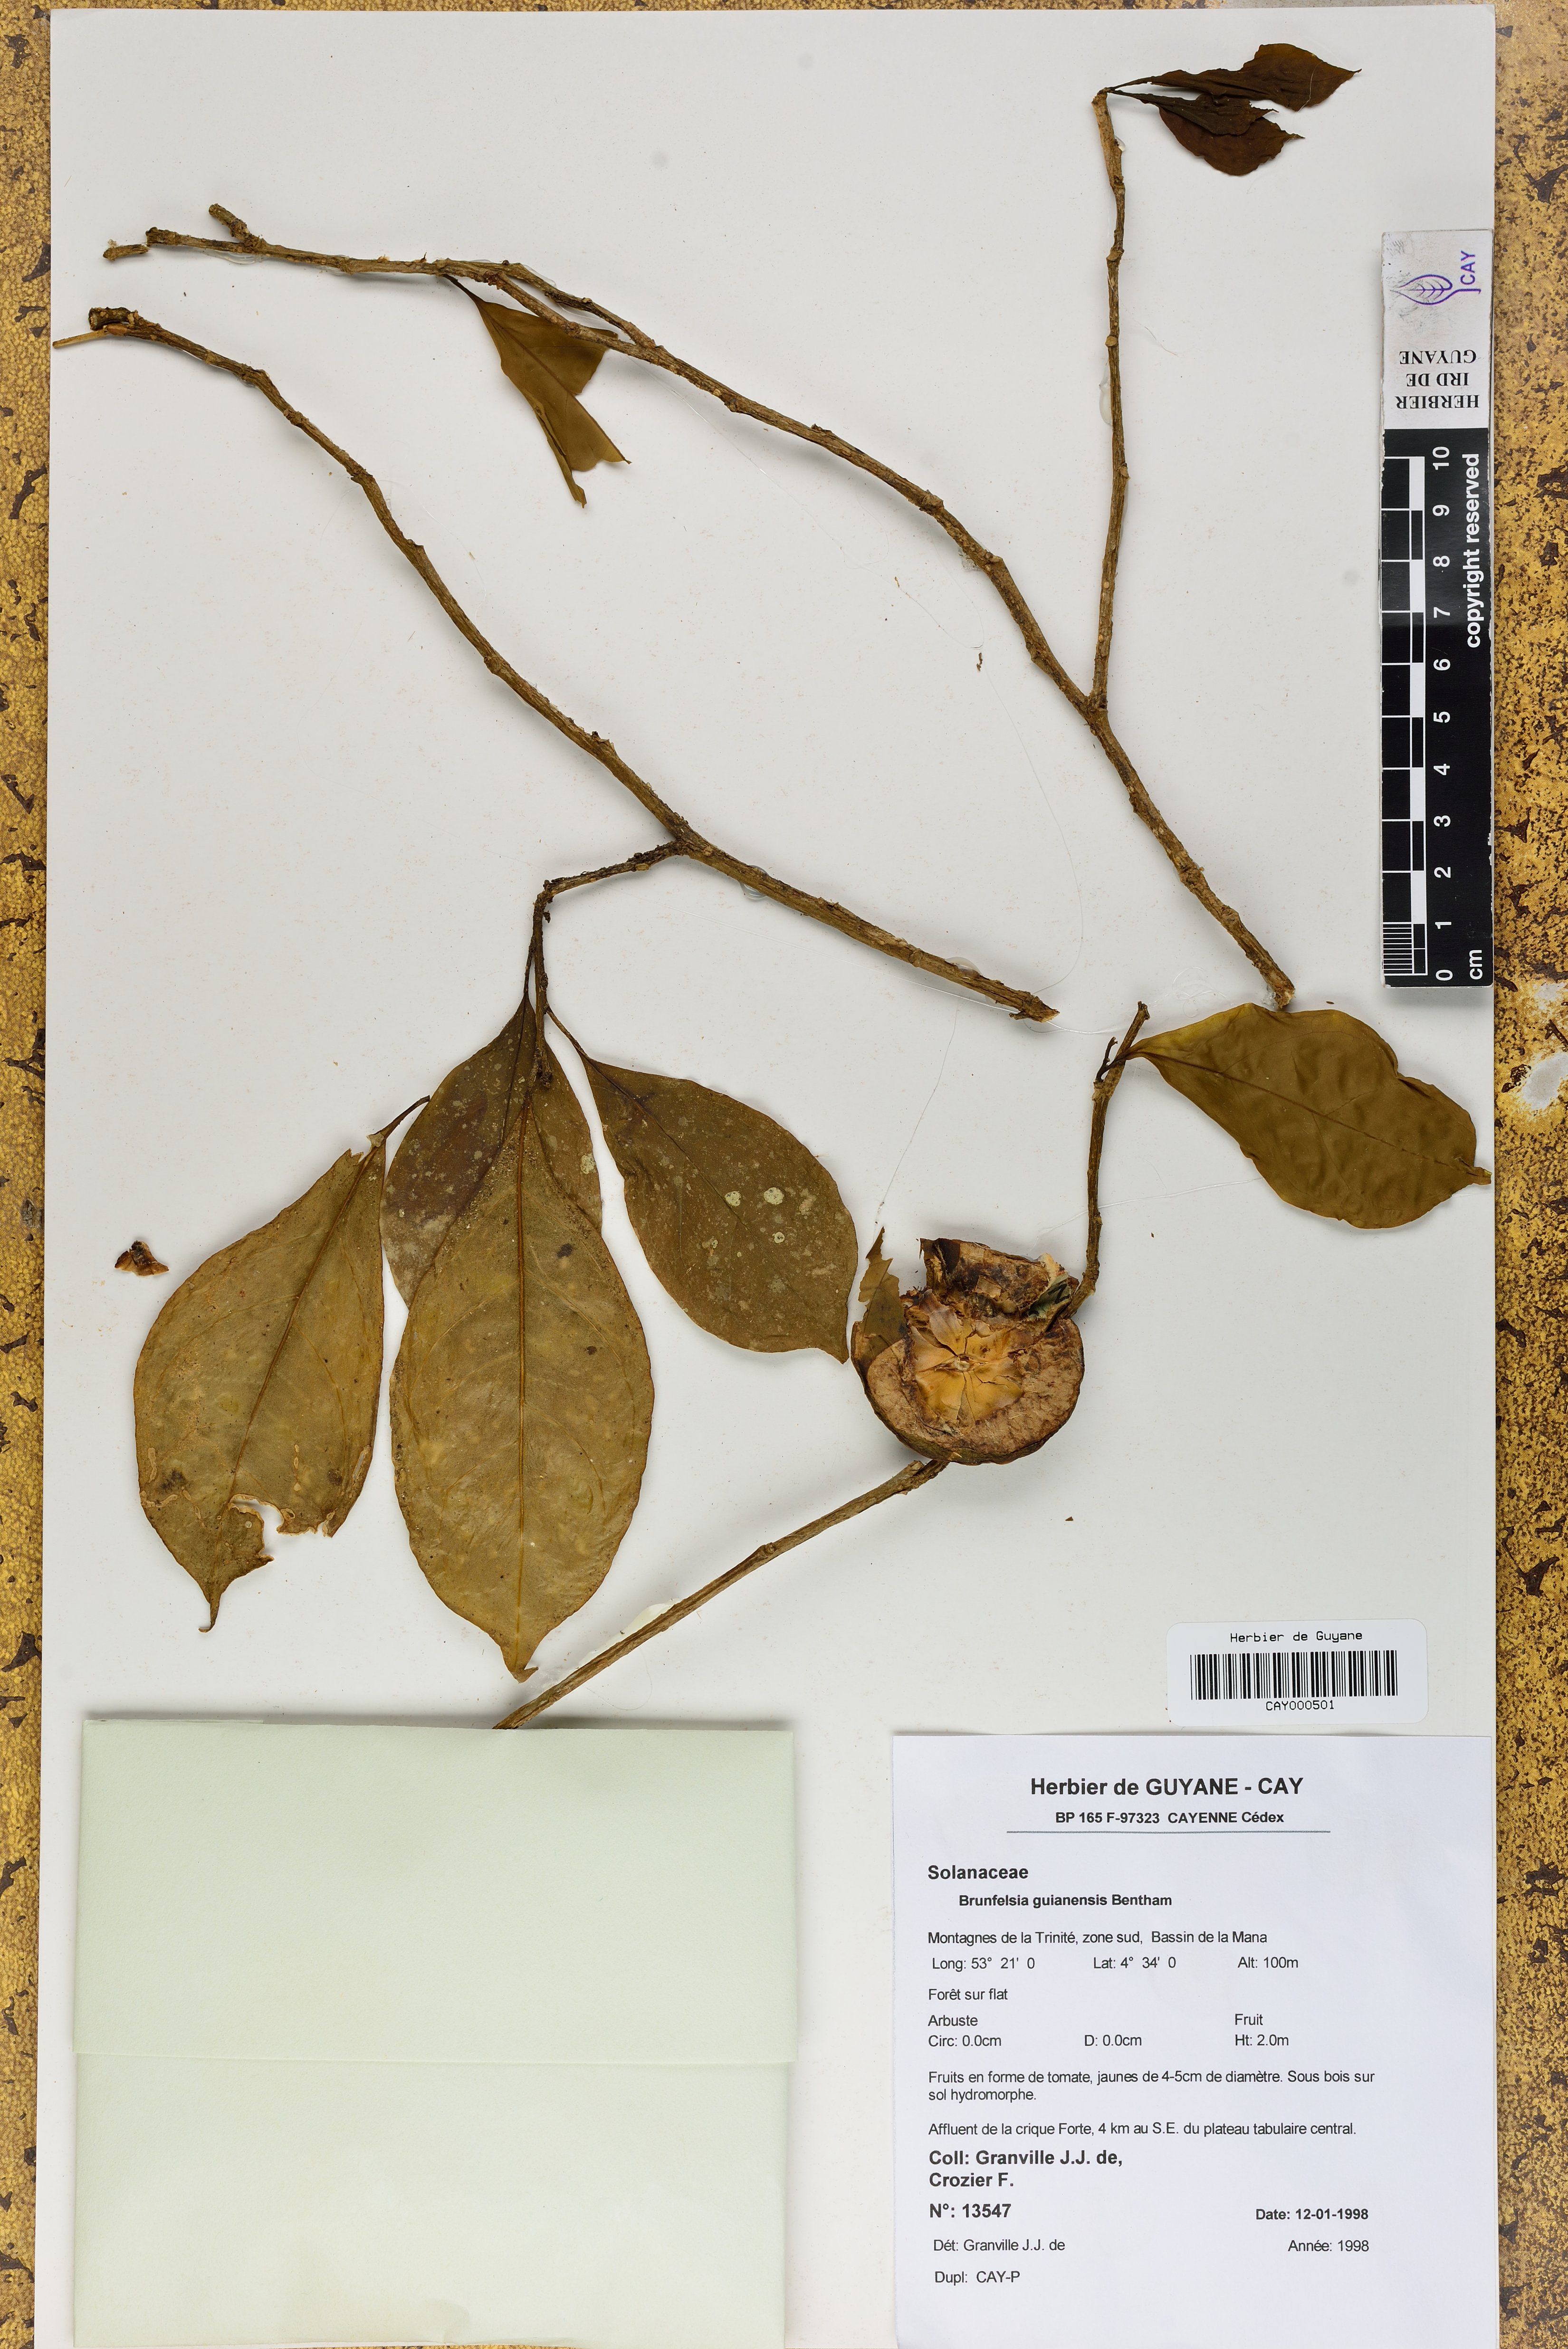 CAY
HERBIER
IRD DE
GUYANE
copyright reserved
10
9
8
7
6
5
4
3
2
1
0
cm
Herbier de Guyane
CAY000501
Herbier de GUYANE - CAY
BP 165 F-97323 CAYENNE Cédex
Solanaceae
Brunfelsia guianensis Bentham
Montagnes de la Trinité, zone sud, Bassin de la Mana
Long: 53° 21' 0 Lat: 4° 34' 0 Alt: 100m
Forêt sur flat
Arbuste Fruit
Circ: 0.0cm D: 0.0cm Ht: 2.0m
Fruits en forme de tomate, jaunes de 4-5cm de diamètre. Sous bois sur
sol hydromorphe.
Affluent de la crique Forte, 4 km au S.E. du plateau tabulaire central.
Coll: Granville J.J. de,
Crozier F.
N°: 13547 Date: 12-01-1998
Dét: Granville J.J. de Année: 1998
Dupl: CAY-P